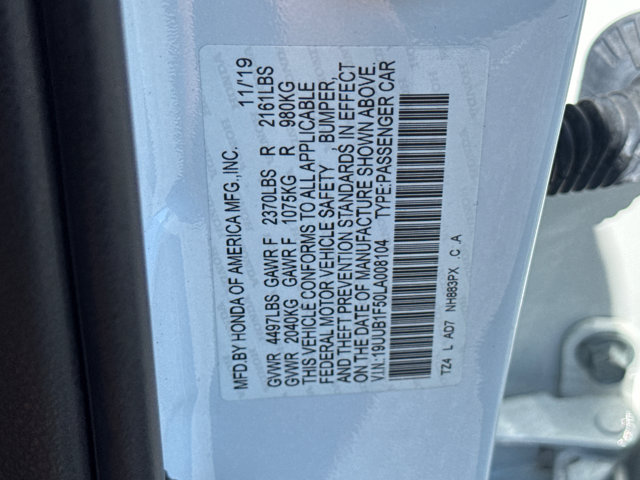 MFD.BY HONDA OF AMERICA MFG.,INC. 11/'19
GVWR 4497LBS GAWR F 2370LBS R 2161LBS
GVWR 2040KG GAWR F 1075KG R 980KG
THIS VEHICLE CONFORMS TO ALL APPLICABLE
FEDERAL MOTOR VEHICLE SAFETY , BUMPER,
AND THEFT PREVENTION STANDARDS IN EFFECT
ON THE DATE OF MANUFACTURE SHOWN ABOVE.
V.I.N.:19UUB1F50LA008104 TYPE:PASSENGER CAR
TZ4 L AD7 NH883PX C A